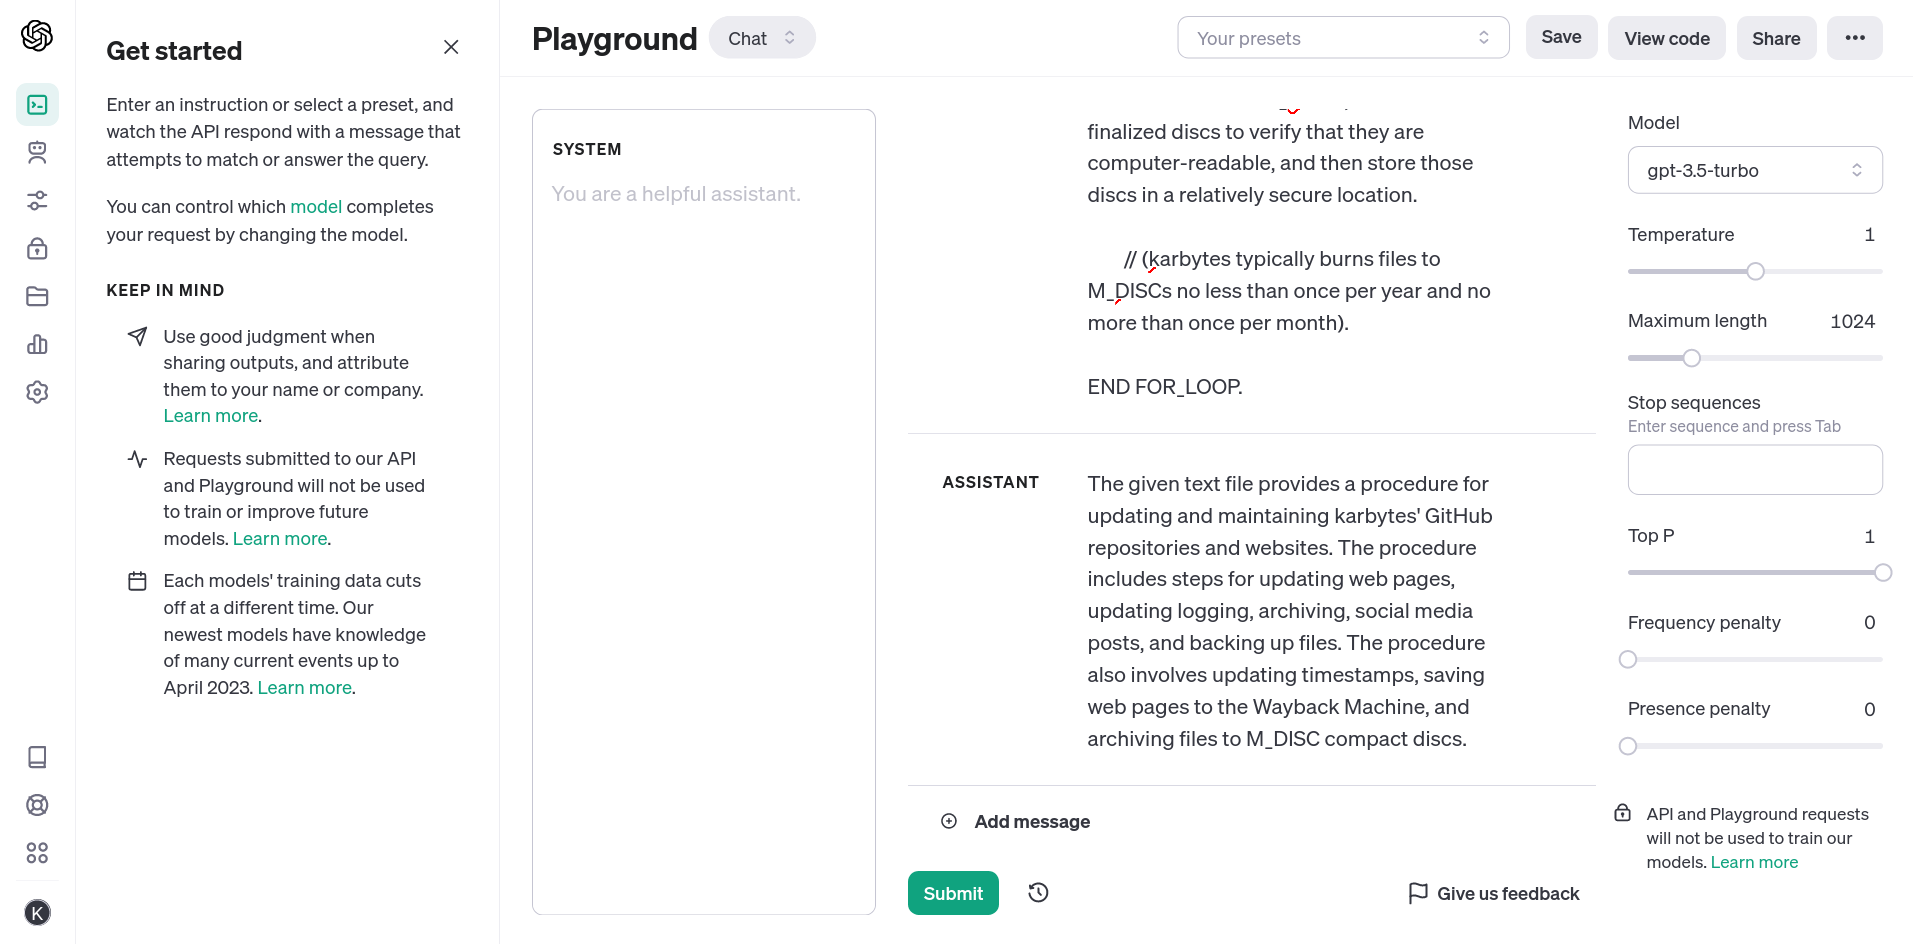 Get started
Enter an instruction or select a preset, and
watch the API respond with a message that
attempts to match or answer the query.
You can control which model completes
your request by changing the model.
KEEP IN MIND
Use good judgment when
sharing outputs, and attribute
them to your name or company.
Learn more.
Requests submitted to our API
and Playground will not be used
to train or improve future
models. Learn more.
Each models' training data cuts
off at a different time. Our
newest models have knowledge
of many current events up to
April 2023. Learn more.
K
Playground
Chat
Your presets
Save
View code
Share
SYSTEM
You are a helpful assistant.
finalized discs to verify that they are
computer-readable, and then store those
discs in a relatively secure location.
// (karbytes typically burns files to
M_DISCs no less than once per year and no
more than once per month).
END FOR_LOOP.
ASSISTANT
The given text file provides a procedure for
updating and maintaining karbytes' GitHub
repositories and websites. The procedure
includes steps for updating web pages,
updating logging, archiving, social media
posts, and backing up files. The procedure
also involves updating timestamps, saving
web pages to the Wayback Machine, and
archiving files to M_DISC compact discs.
Add message
Submit
Give us feedback
Model
gpt-3.5-turbo
Temperature 1
Maximum length 1024
Stop sequences
Enter sequence and press Tab
Top P 1
Frequency penalty 0
Presence penalty 0
API and Playground requests
will not be used to train our
models. Learn more